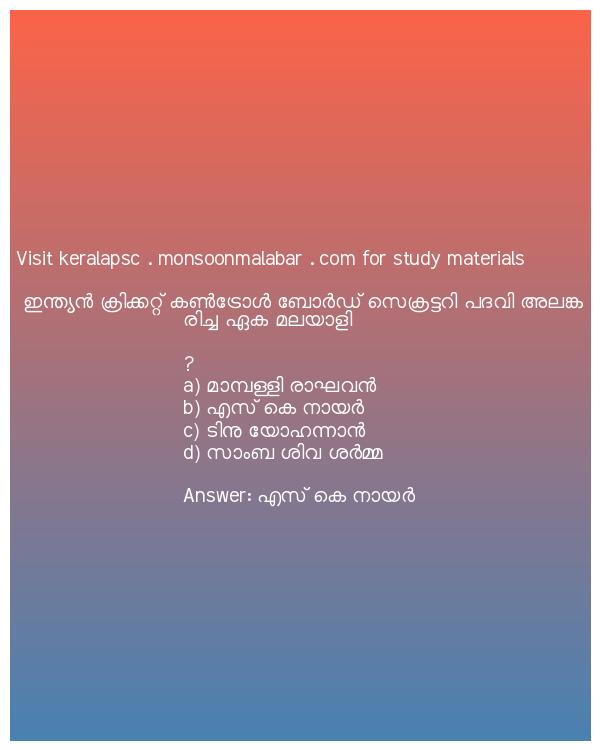 Visit keralapsc . monsoonmalabar . com for study materials
ഇന്ത്യൻ ക്രിക്കറ്റ് കൺട്രോൾ ബോർഡ് സെക്രട്ടറി പദവി അലങ്ക
രിച്ച ഏക മലയാളി
?
a) മാമ്പള്ളി രാഘവൻ
b) എസ് കെ നായർ
c) ടിനു യോഹന്നാൻ
d) സാംബ ശിവ ശർമ്മ
Answer: എസ് കെ നായർ